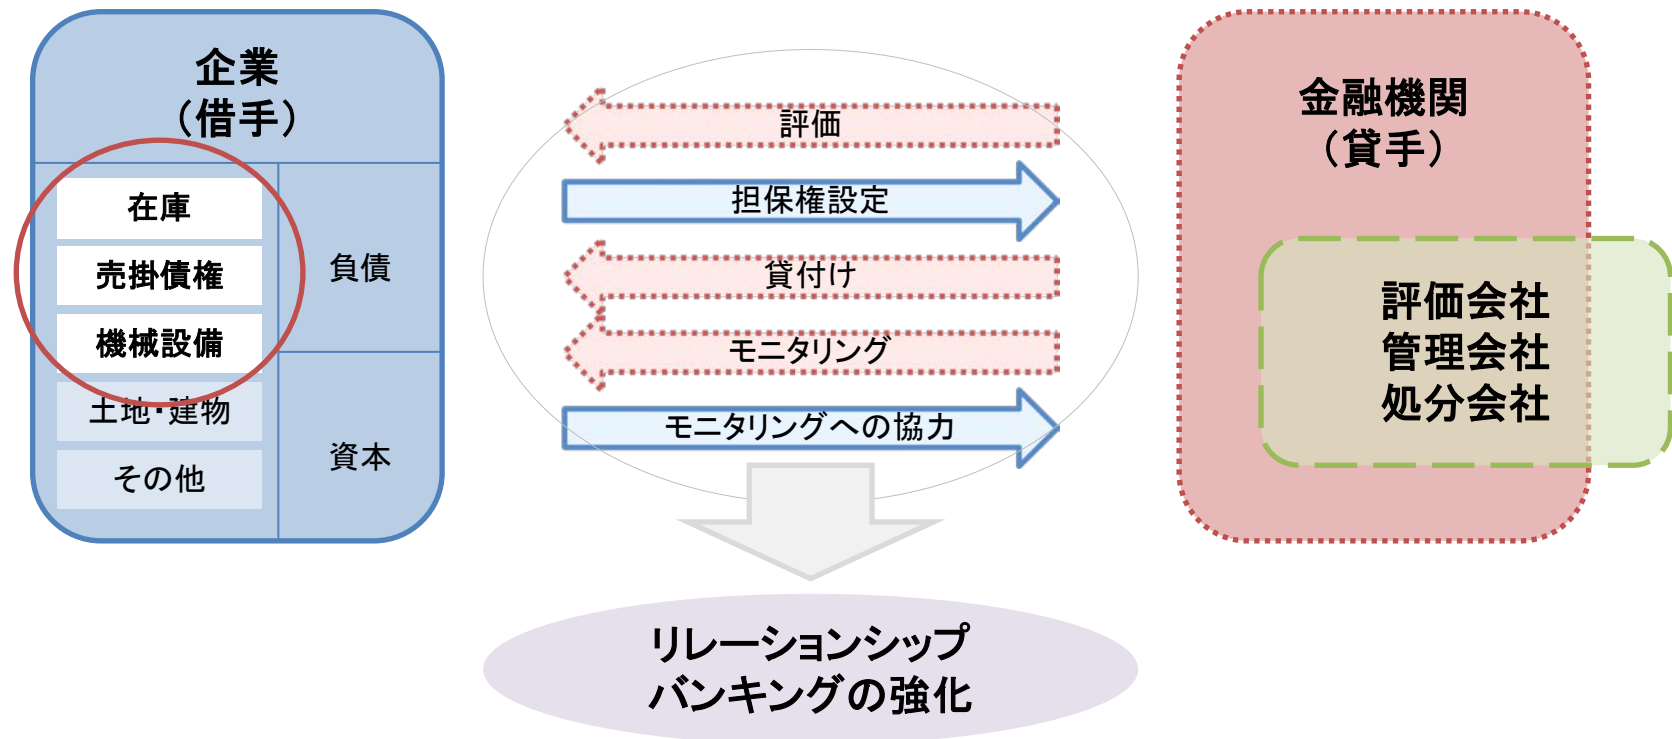 企業
（借手）
在庫
売掛債権
機械設備
土地・建物
その他
負債
資本
評価
担保権設定
貸付け
モニタリング
モニタリングへの協力
リレーションシップ
バンキングの強化
金融機関
（貸手）
評価会社
管理会社
処分会社